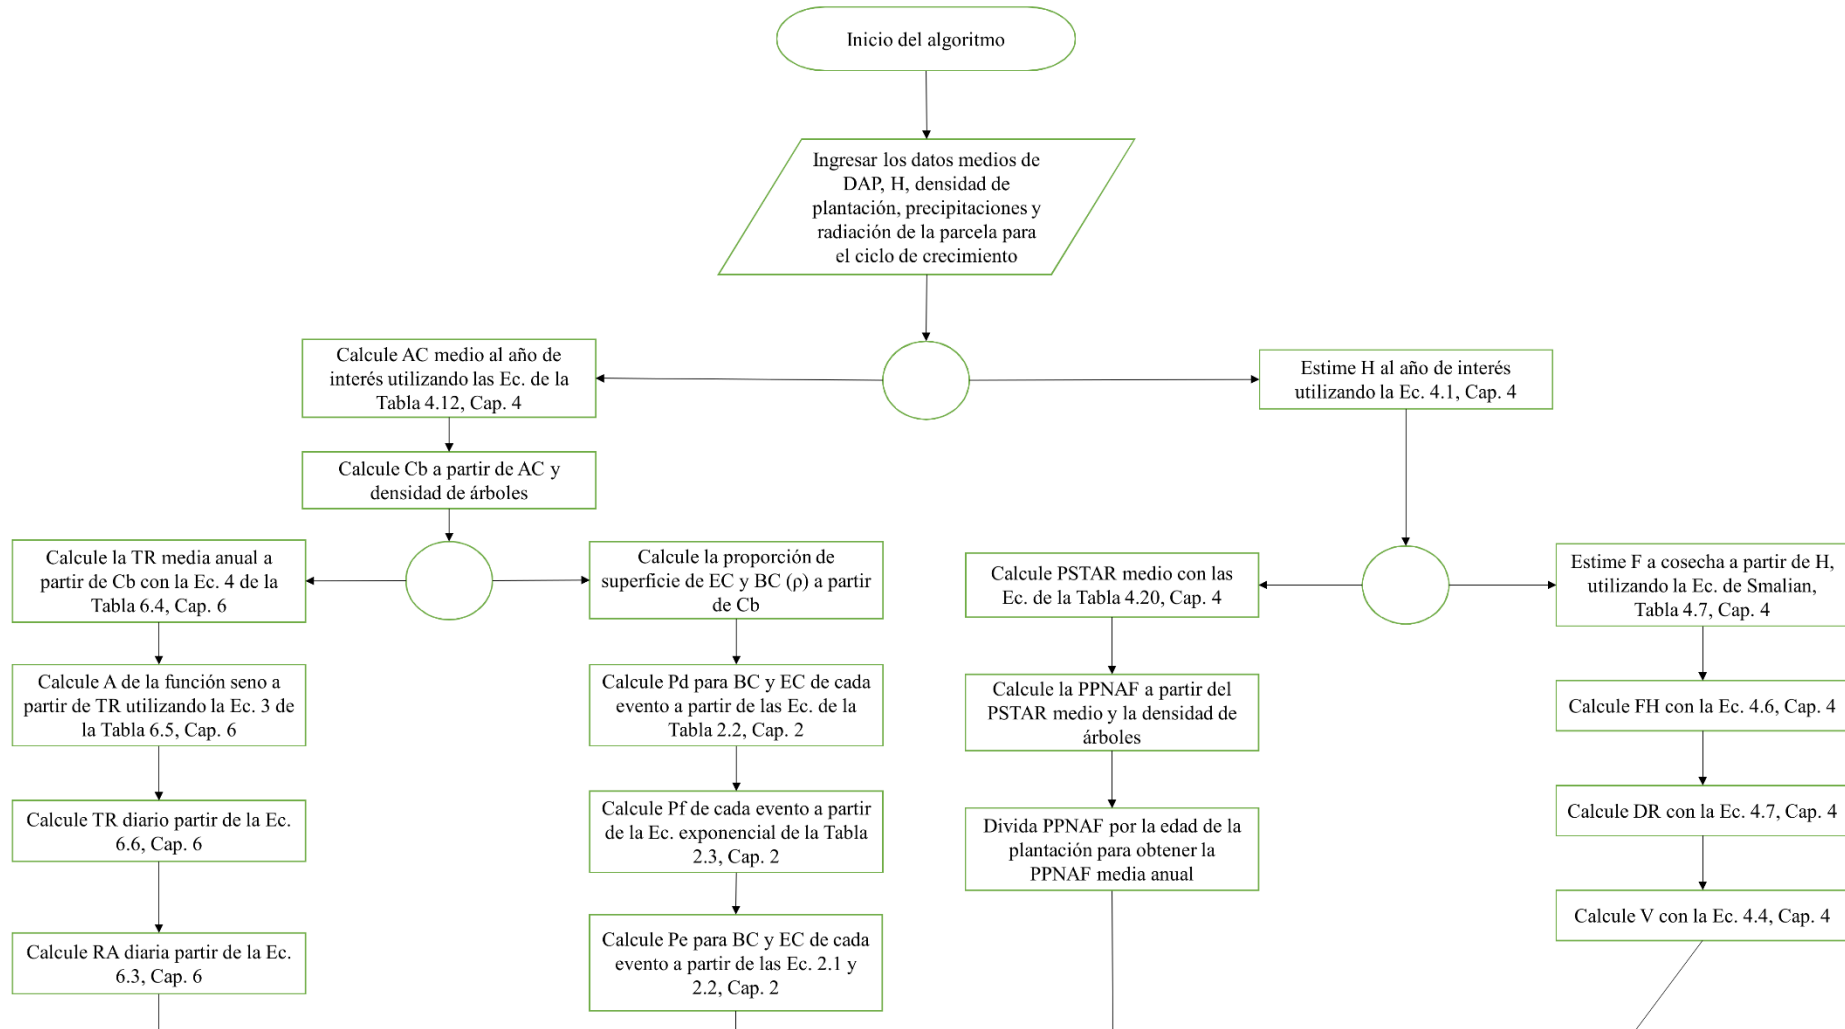 Inicio del algoritmo
Ingresar los datos medios de
DAP, H, densidad de
plantación, precipitaciones y
radiación de la parcela para
el ciclo de crecimiento
Calcule AC medio al año de
interés utilizando las Ec. de la
Tabla 4.12, Cap. 4
Estime H al año de interés
utilizando la Ec. 4.1, Cap. 4
Calcule Cb a partir de AC y
densidad de árboles
Calcule la TR media anual a
partir de Cb con la Ec. 4 de la
Tabla 6.4, Cap. 6
Calcule la proporción de
superficie de EC y BC (ρ) a partir
de Cb
Calcule PSTAR medio con las
Ec. de la Tabla 4.20, Cap. 4
Estime F a cosecha a partir de H,
utilizando la Ec. de Smalian,
Tabla 4.7, Cap. 4
Calcule A de la función seno a
partir de TR utilizando la Ec. 3 de
la Tabla 6.5, Cap. 6
Calcule Pd para BC y EC de cada
evento a partir de las Ec. de la
Tabla 2.2, Cap. 2
Calcule la PPNAF a partir del
PSTAR medio y la densidad de
árboles
Calcule FH con la Ec. 4.6, Cap. 4
Calcule TR diario partir de la Ec.
6.6, Cap. 6
Calcule Pf de cada evento a partir
de la Ec. exponencial de la Tabla
2.3, Cap. 2
Divida PPNAF por la edad de la
plantación para obtener la
PPNAF media anual
Calcule DR con la Ec. 4.7, Cap. 4
Calcule RA diaria partir de la Ec.
6.3, Cap. 6
Calcule Pe para BC y EC de cada
evento a partir de las Ec. 2.1 y
2.2, Cap. 2
Calcule V con la Ec. 4.4, Cap. 4